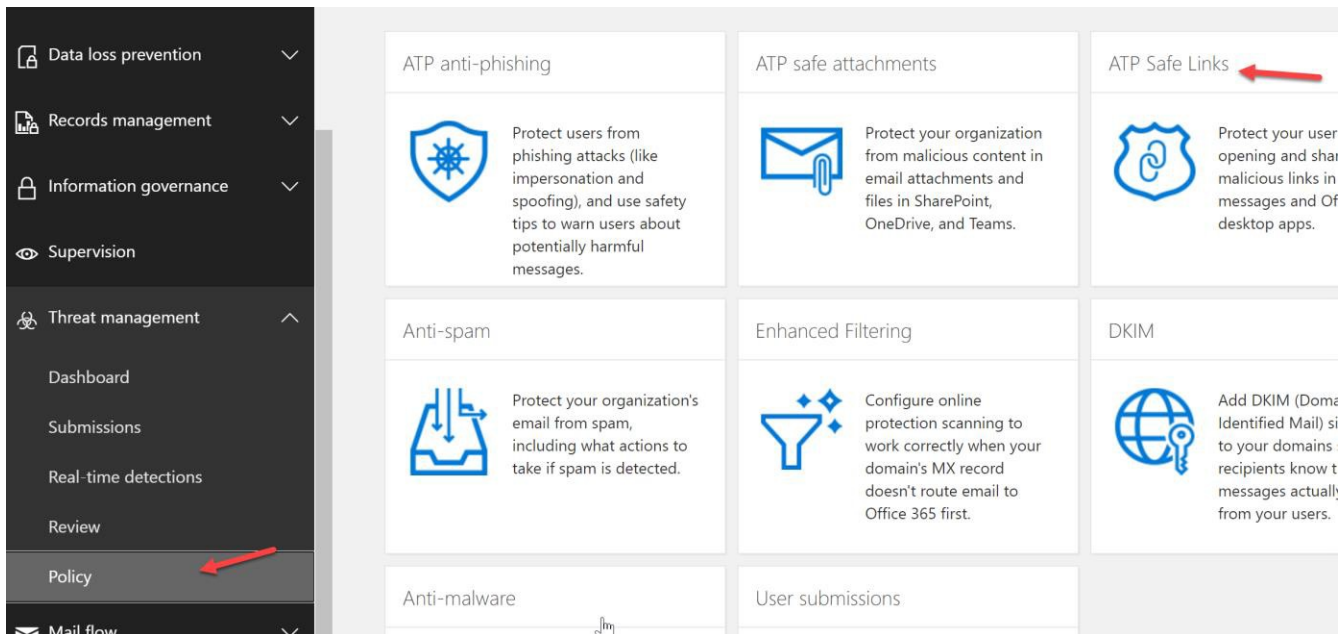 Data loss prevention
Records management
Information governance
Supervision
Threat management
Dashboard
Submissions
Real-time detections
Review
Policy
Mail flow
ATP anti-phishing
Protect users from
phishing attacks (like
impersonation and
spoofing), and use safety
tips to warn users about
potentially harmful
messages.
ATP safe attachments
Protect your organization
from malicious content in
email attachments and
files in SharePoint,
OneDrive, and Teams.
ATP Safe Links
Protect your user
opening and shar
malicious links in
messages and Of
desktop apps.
Anti-spam
Protect your organization's
email from spam,
including what actions to
take if spam is detected.
Enhanced Filtering
Configure online
protection scanning to
work correctly when your
domain's MX record
doesn't route email to
Office 365 first.
DKIM
Add DKIM (Doma
Identified Mail) si
to your domains
recipients know t
messages actually
from your users.
Anti-malware
User submissions